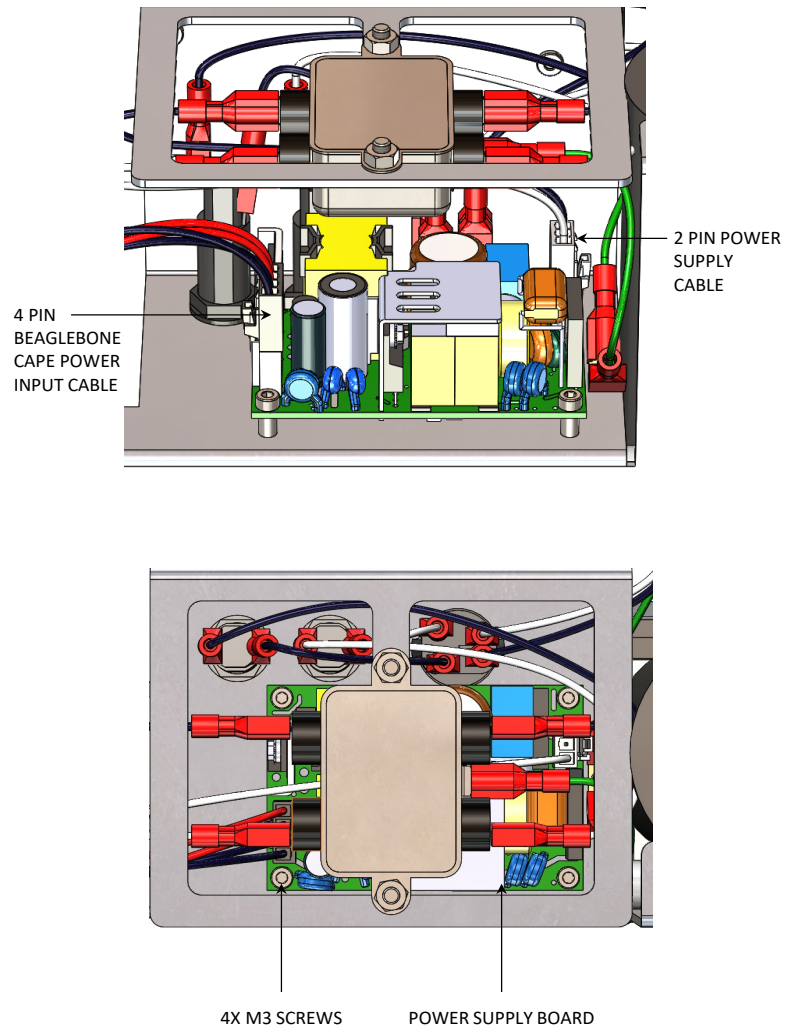 2 PIN POWER
SUPPLY
CABLE
4 PIN
BEAGLEBONE
CAPE POWER
INPUT CABLE
4X M3 SCREWS
POWER SUPPLY BOARD